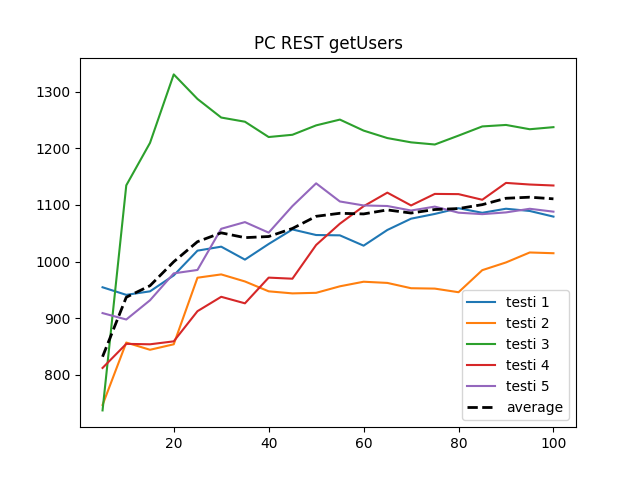 PC REST getUsers
1300
1200
1100
1000
900
800
20 40 60 80 100
testi 1
testi 2
testi 3
testi 4
testi 5
average